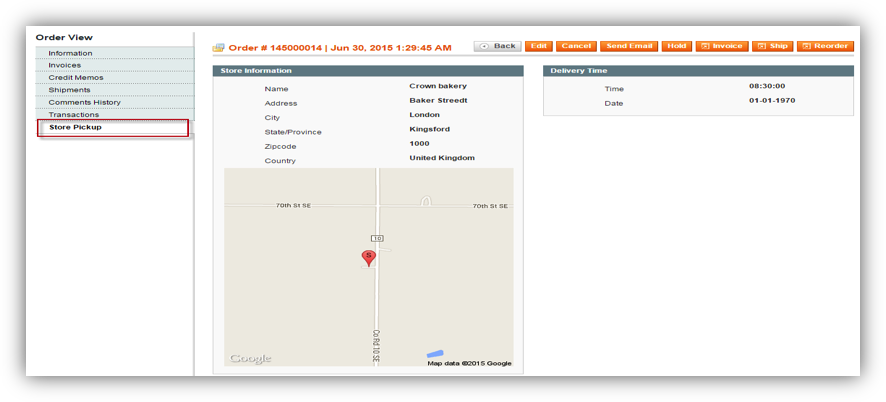 Order View
Information
Invoices
Credit Memos
Shipments
Comments History
Transactions
Store Pickup
Order # 145000014 | Jun 30, 2015 1:29:45 AM
Back Edit Cancel Send Email Hold Invoice Ship Reorder
Store Information
Name Crown bakery
Address Baker Streedt
City London
State/Province Kingsford
Zipcode 1000
Country United Kingdom
70th St SE 70th St SE
10
S
Co Rd 10 SE
Google Map data ©2015 Google
Delivery Time
Time 08:30:00
Date 01-01-1970